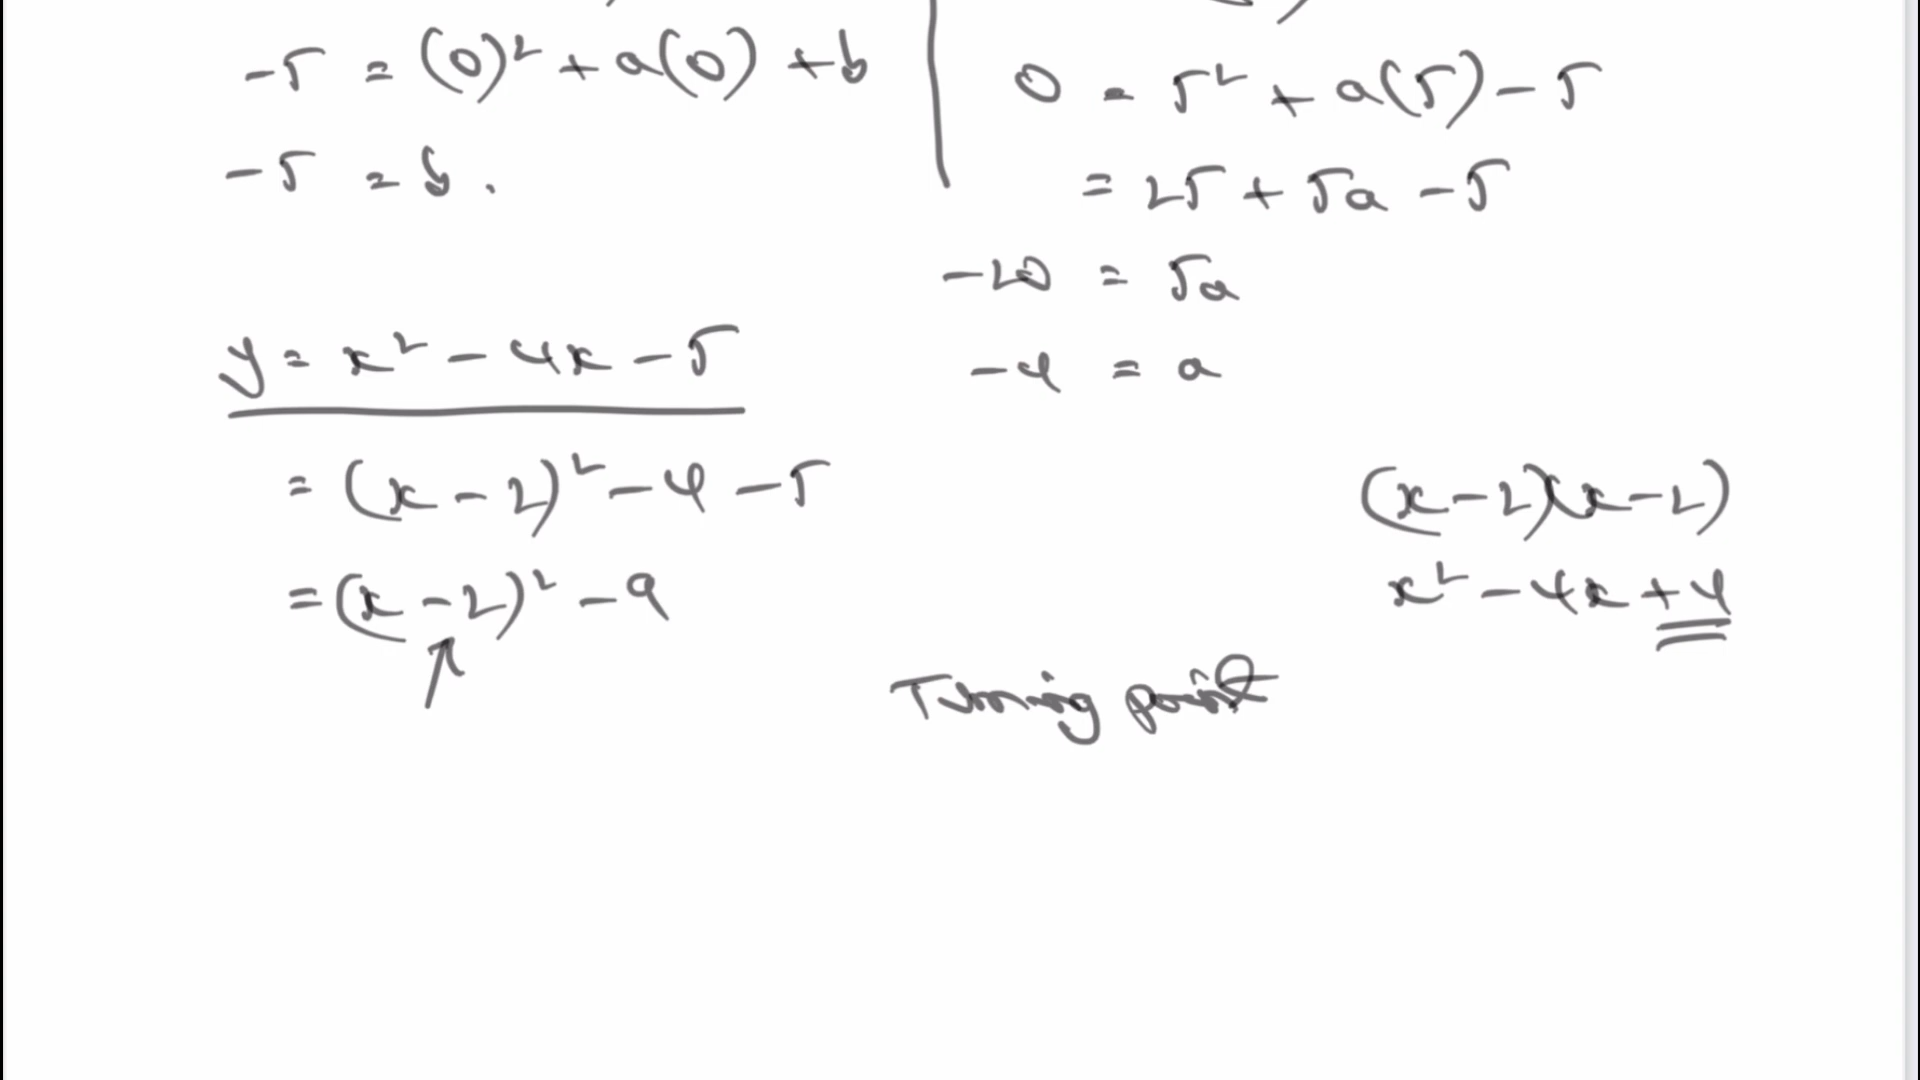 -5 = (0)² + a(0) + b
-5 = b.
0 = 5² + a(5) - 5
= 25 + 5a - 5
-20 = 5a
-4 = a
y = x² - 4x - 5
= (x - 2)² - 4 - 5
= (x - 2)² - 9
(x - 2)(x - 2)
x² - 4x + 4
Turning point